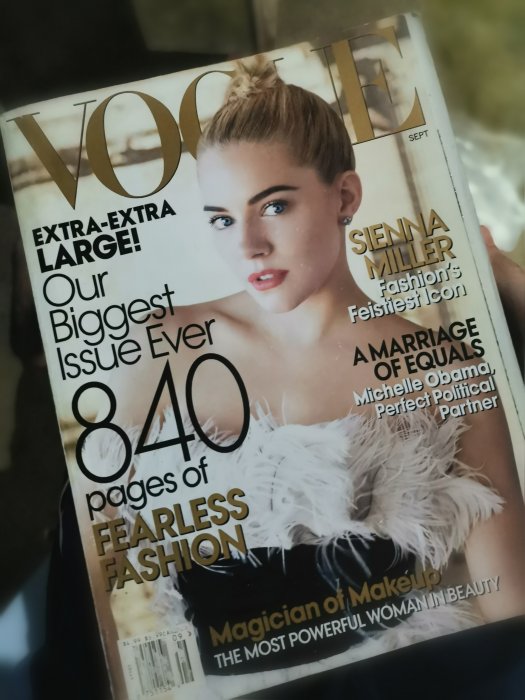 VOGUE
SEPT
EXTRA-EXTRA
LARGE!
Our
Biggest
Issue Ever
840
pages of
FEARLESS
FASHION
SIENNA
MILLER
Fashion's
Feistiest Icon
A MARRIAGE
OF EQUALS
Michelle Obama,
Perfect Political
Partner
Magician of Makeup
THE MOST POWERFUL WOMAN IN BEAUTY